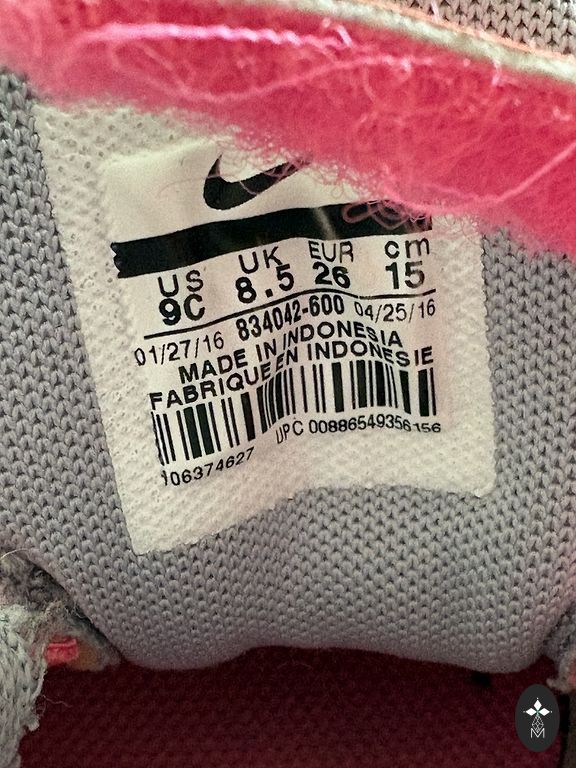 US UK EUR cm
9C 8.5 26 15
01/27/16 834042-600 04/25/16
MADE IN INDONESIA
FABRIQUE EN INDONESIE
UPC 00886549356156
106374627